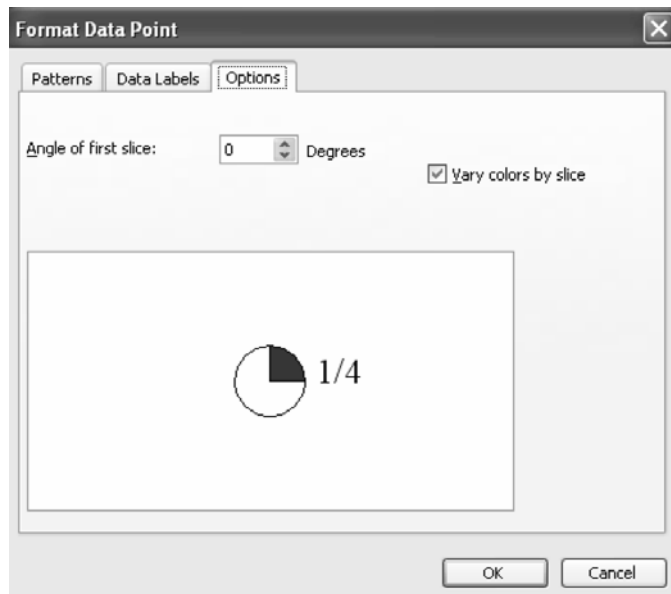 Format Data Point
Patterns Data Labels Options
Angle of first slice: 0 Degrees
Vary colors by slice
1/4
OK Cancel